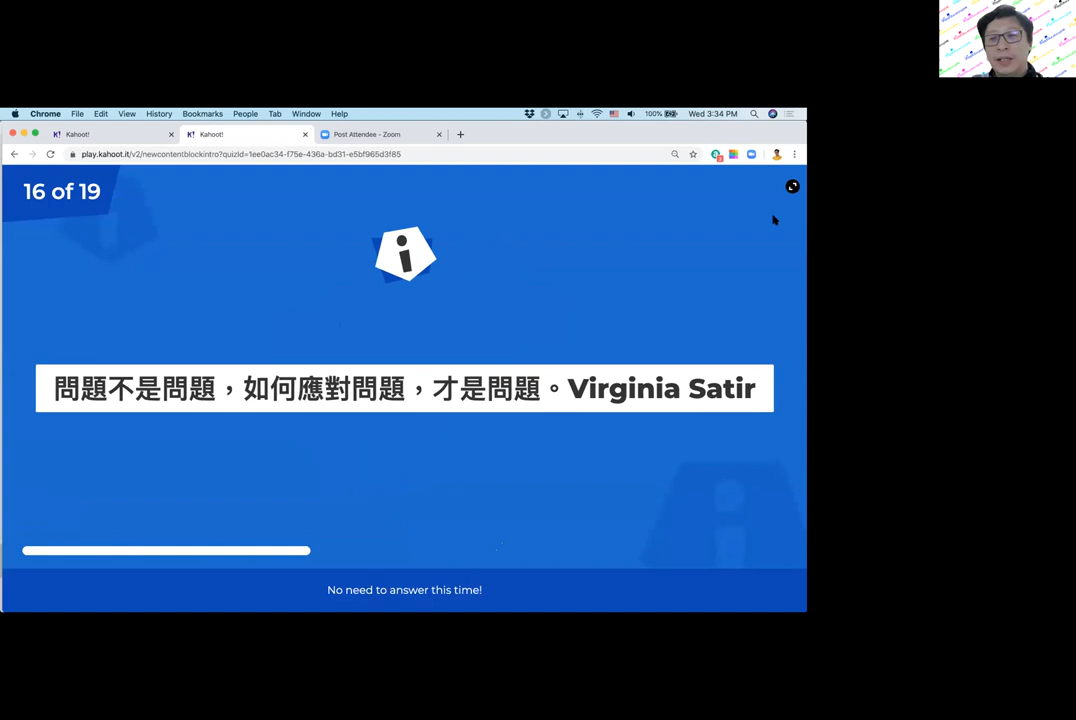 Chrome File Edit View History Bookmarks People Tab Window Help 100% Wed 3:34 PM
Kahoot! Kahoot! Post Attendee - Zoom
play.kahoot.it/v2/newcontentblockintro?quizId=1ee0ac34-f75e-436a-bd31-e5bf965d3f85
16 of 19
問題不是問題，如何應對問題，才是問題。Virginia Satir
No need to answer this time!